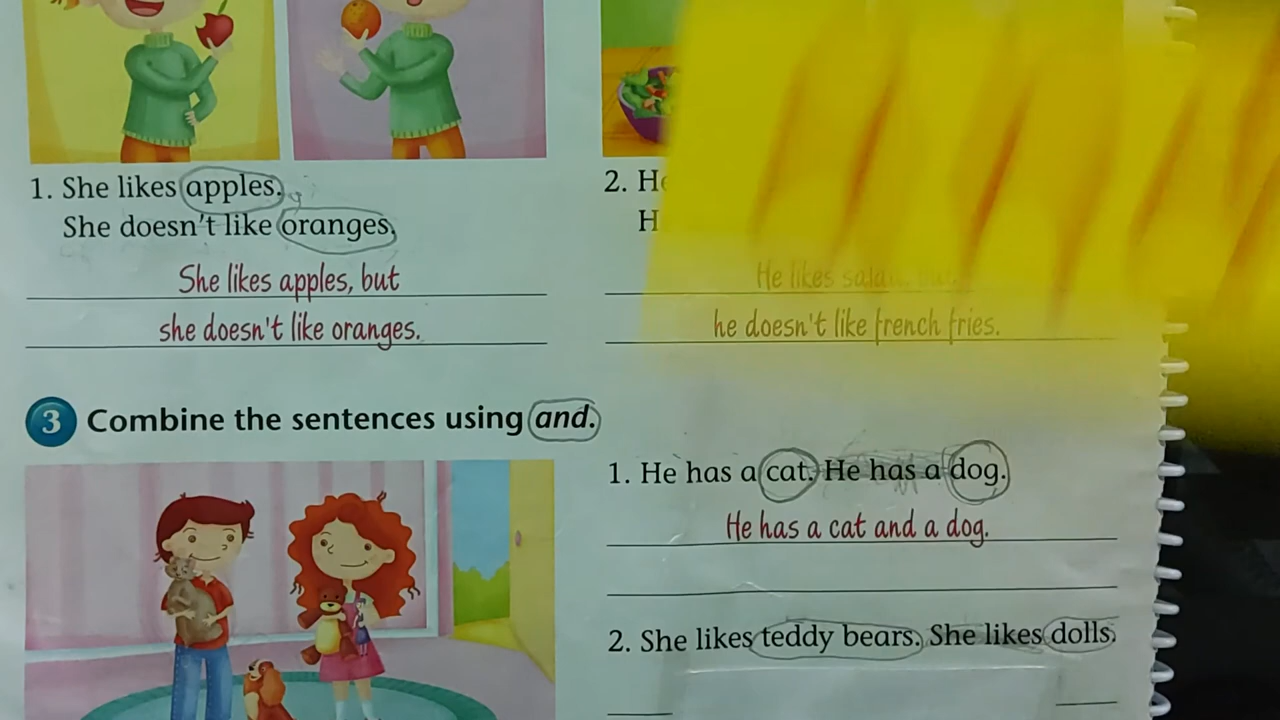 1. She likes apples.
She doesn't like oranges.
She likes apples, but
she doesn't like oranges.
2. H
H
He likes
he doesn't like french fries.
3 Combine the sentences using and.
1. He has a cat. He has a dog.
He has a cat and a dog.
2. She likes teddy bears. She likes dolls.